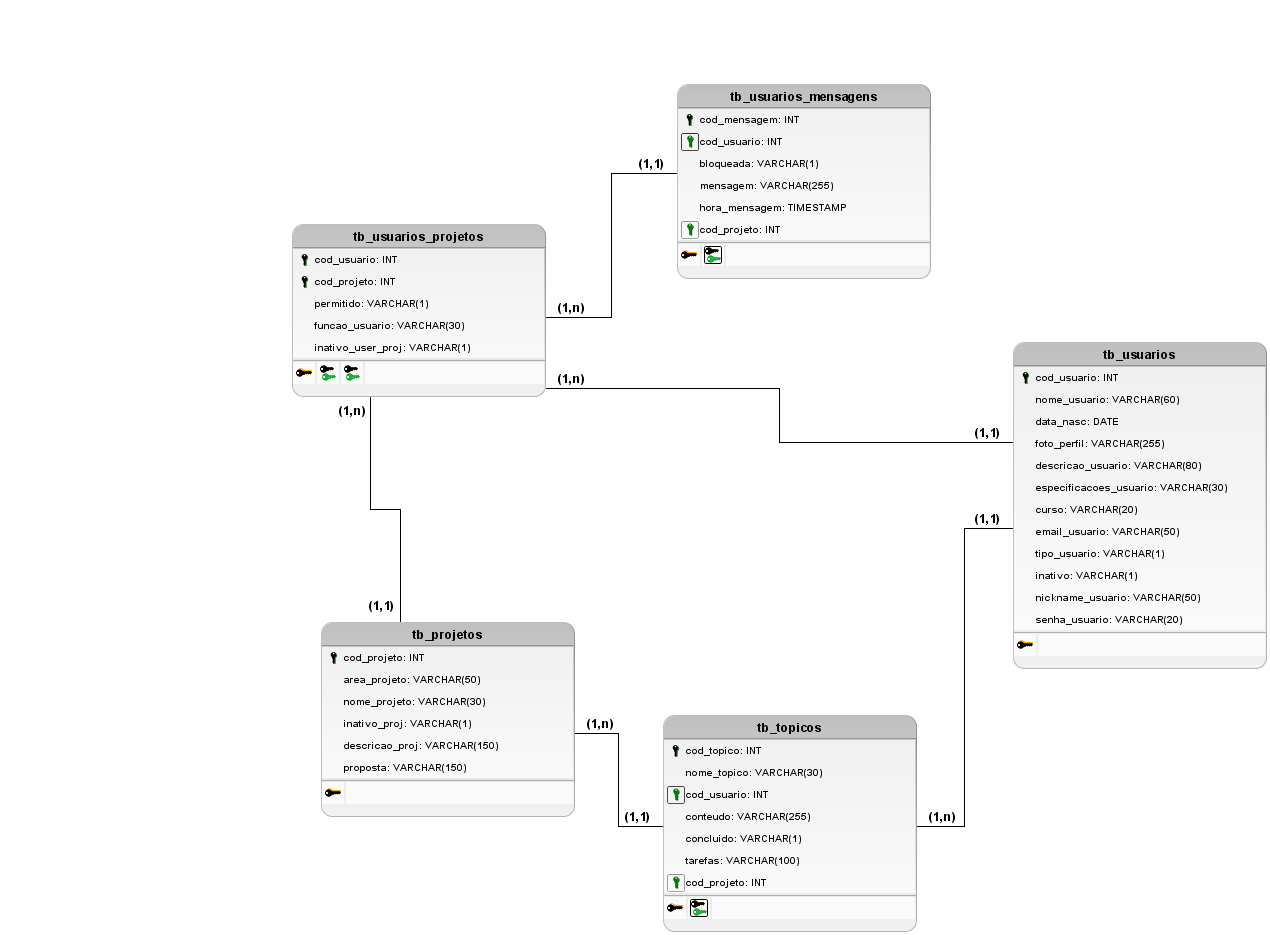 tb_usuarios_mensagens
cod_mensagem: INT
cod_usuario: INT
bloqueada: VARCHAR(1)
mensagem: VARCHAR(255)
hora_mensagem: TIMESTAMP
cod_projeto: INT
(1,1)
tb_usuarios_projetos
cod_usuario: INT
cod_projeto: INT
permitido: VARCHAR(1)
funcao_usuario: VARCHAR(30)
inativo_user_proj: VARCHAR(1)
(1,n)
(1,n)
(1,n)
tb_usuarios
cod_usuario: INT
nome_usuario: VARCHAR(60)
data_nasc: DATE
foto_perfil: VARCHAR(255)
descricao_usuario: VARCHAR(80)
especificacoes_usuario: VARCHAR(30)
curso: VARCHAR(20)
email_usuario: VARCHAR(50)
tipo_usuario: VARCHAR(1)
inativo: VARCHAR(1)
nickname_usuario: VARCHAR(50)
senha_usuario: VARCHAR(20)
(1,1)
(1,1)
(1,1)
tb_projetos
cod_projeto: INT
area_projeto: VARCHAR(50)
nome_projeto: VARCHAR(30)
inativo_proj: VARCHAR(1)
descricao_proj: VARCHAR(150)
proposta: VARCHAR(150)
(1,n)
(1,1)
tb_topicos
cod_topico: INT
nome_topico: VARCHAR(30)
cod_usuario: INT
conteudo: VARCHAR(255)
concluido: VARCHAR(1)
tarefas: VARCHAR(100)
cod_projeto: INT
(1,n)